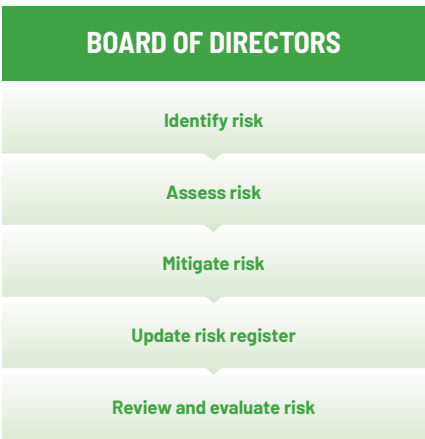 BOARD OF DIRECTORS
Identify risk
Assess risk
Mitigate risk
Update risk register
Review and evaluate risk